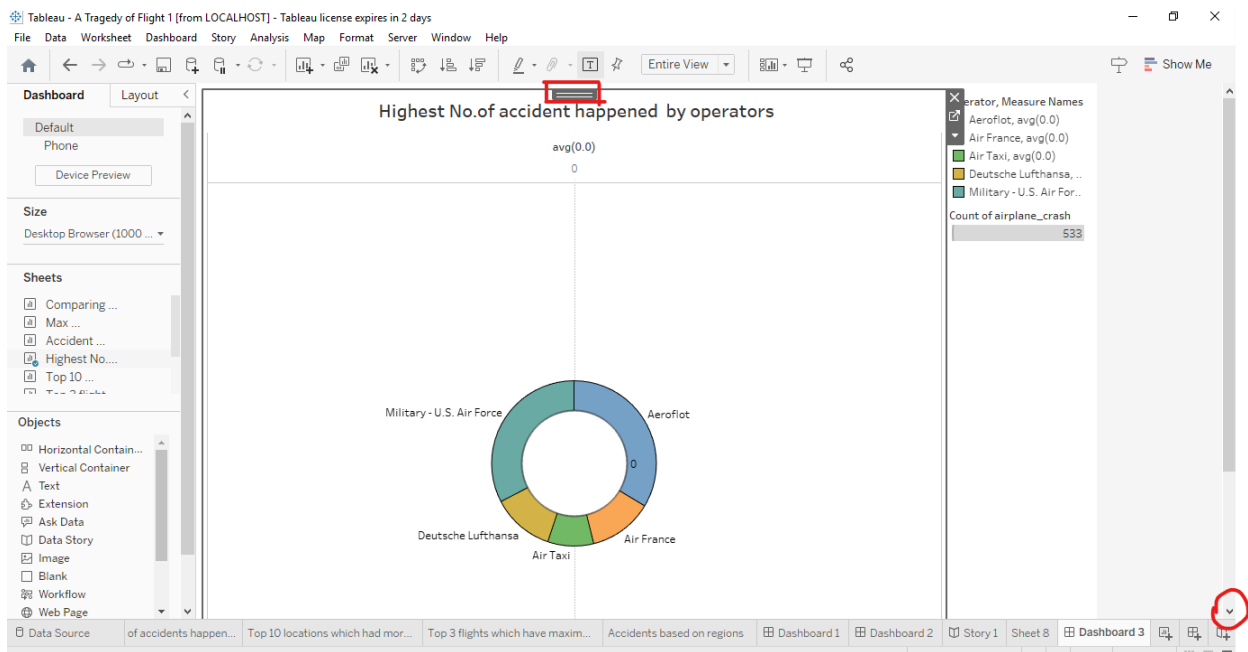 Tableau - A Tragedy of Flight 1 [from LOCALHOST] - Tableau license expires in 2 days
File Data Worksheet Dashboard Story Analysis Map Format Server Window Help
Entire View
Show Me
Dashboard Layout
Default
Phone
Device Preview
Size
Desktop Browser (1000 ...
Sheets
Comparing ...
Max ...
Accident ...
Highest No....
Top 10 ...
Objects
Horizontal Contain...
Vertical Container
A Text
Extension
Ask Data
Data Story
Image
Blank
Workflow
Web Page
Highest No.of accident happened by operators
avg(0.0)
0
Military - U.S. Air Force
Aeroflot
0
Deutsche Lufthansa
Air France
Air Taxi
erator, Measure Names
Aeroflot, avg(0.0)
Air France, avg(0.0)
Air Taxi, avg(0.0)
Deutsche Lufthansa, ..
Military - U.S. Air For..
Count of airplane_crash
533
Data Source of accidents happen... Top 10 locations which had mor... Top 3 flights which have maxim... Accidents based on regions Dashboard 1 Dashboard 2 Story 1 Sheet 8 Dashboard 3